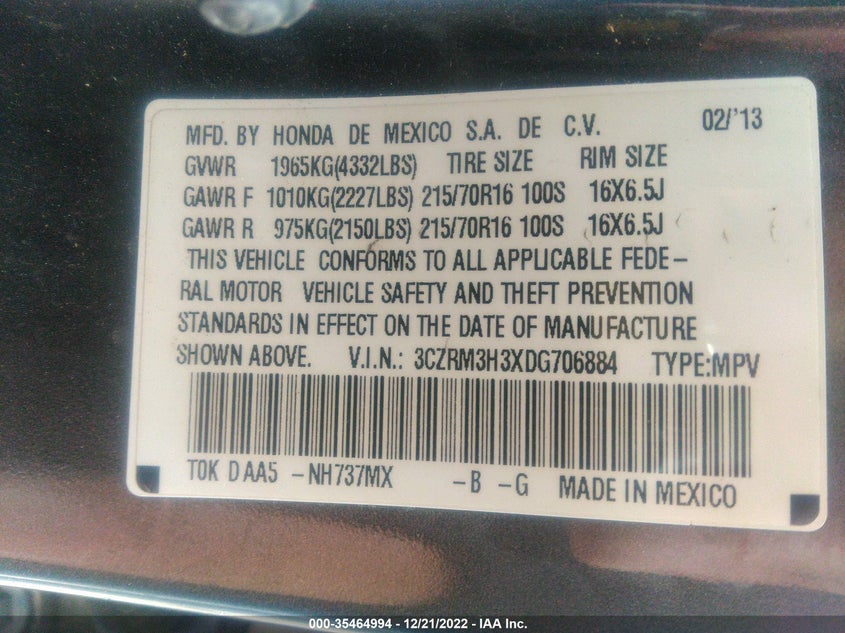 MFD. BY HONDA DE MEXICO S.A. DE C.V. 02/'13
GVWR 1965KG(4332LBS) TIRE SIZE RIM SIZE
GAWR F 1010KG(2227LBS) 215/70R16 100S 16X6.5J
GAWR R 975KG(2150LBS) 215/70R16 100S 16X6.5J
THIS VEHICLE CONFORMS TO ALL APPLICABLE FEDE-
RAL MOTOR VEHICLE SAFETY AND THEFT PREVENTION
STANDARDS IN EFFECT ON THE DATE OF MANUFACTURE
SHOWN ABOVE. V.I.N.: 3CZRM3H3XDG706884 TYPE:MPV
T0K DAA5 -NH737MX -B -G MADE IN MEXICO
000-35464994 - 12/21/2022 - IAA Inc.